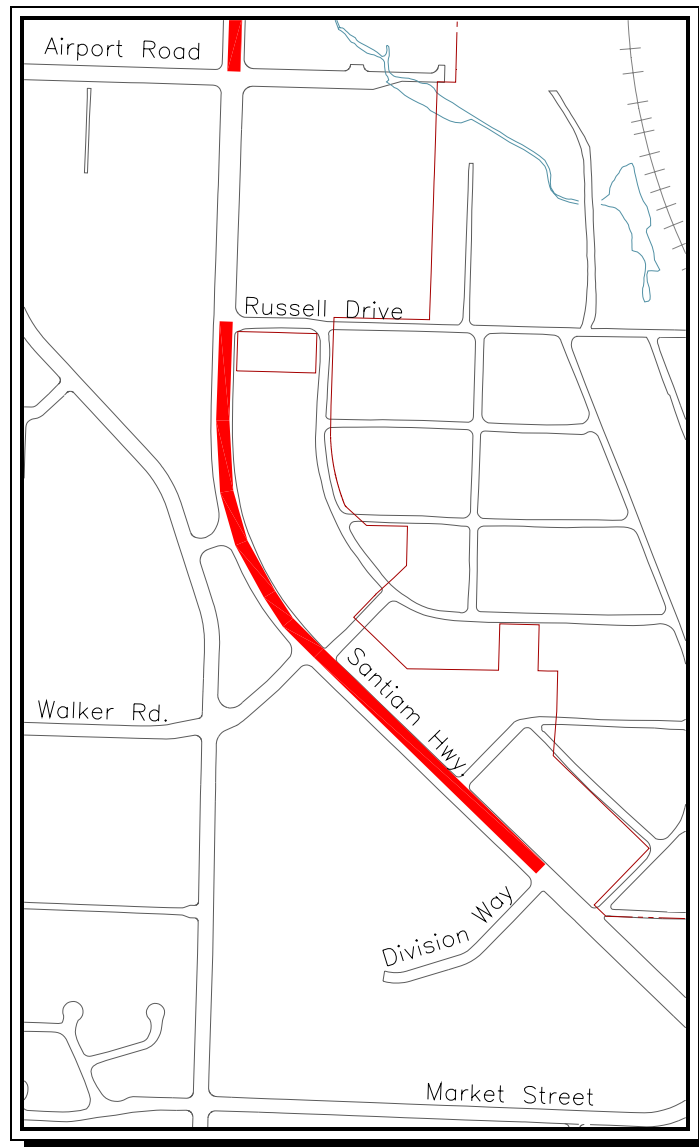 Airport Road
Russell Drive
Santiam Hwy.
Walker Rd.
Division Way
Market Street